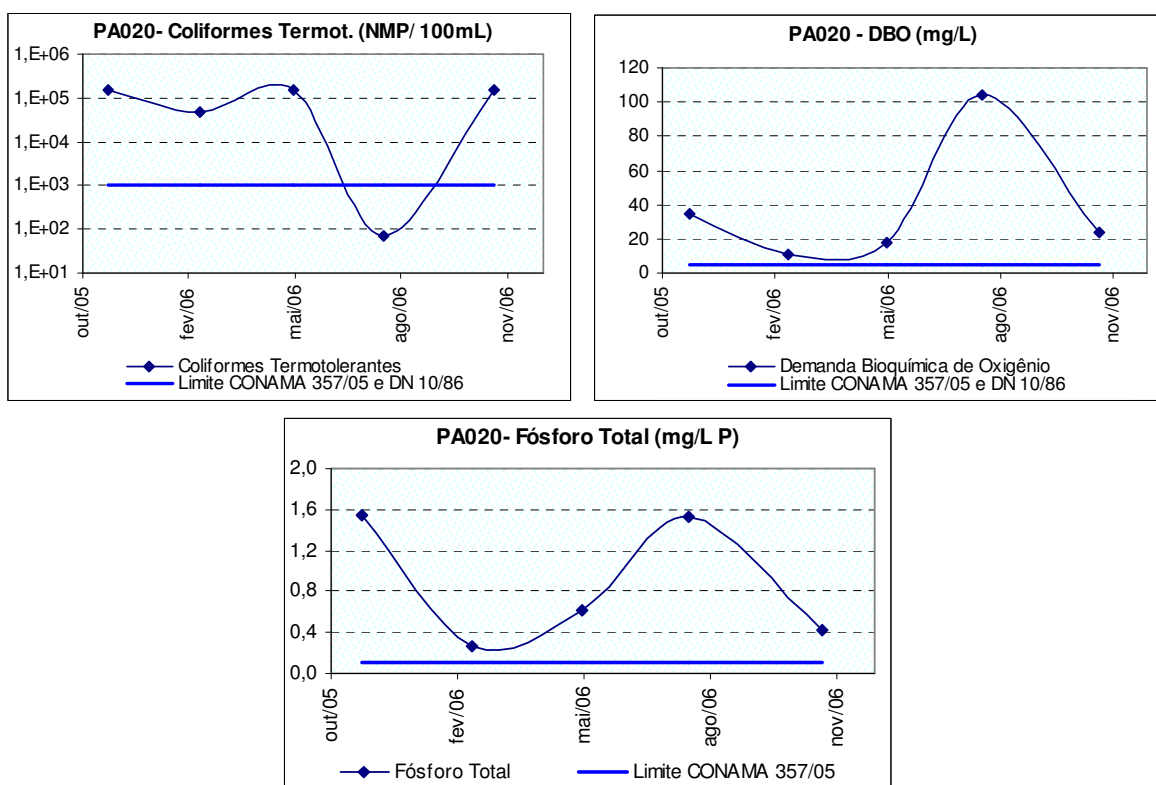 PA020- Coliformes Termot. (NMP/ 100mL)
1,E+06
1,E+05
1,E+04
1,E+03
1,E+02
1,E+01
out/05
fev/06
mai/06
ago/06
nov/06
Coliformes Termotolerantes
Limite CONAMA 357/05 e DN 10/86
PA020 - DBO (mg/L)
120
100
80
60
40
20
0
out/05
fev/06
mai/06
ago/06
nov/06
Demanda Bioquímica de Oxigênio
Limite CONAMA 357/05 e DN 10/86
PA020- Fósforo Total (mg/L P)
2,0
1,6
1,2
0,8
0,4
0,0
out/05
fev/06
mai/06
ago/06
nov/06
Fósforo Total
Limite CONAMA 357/05